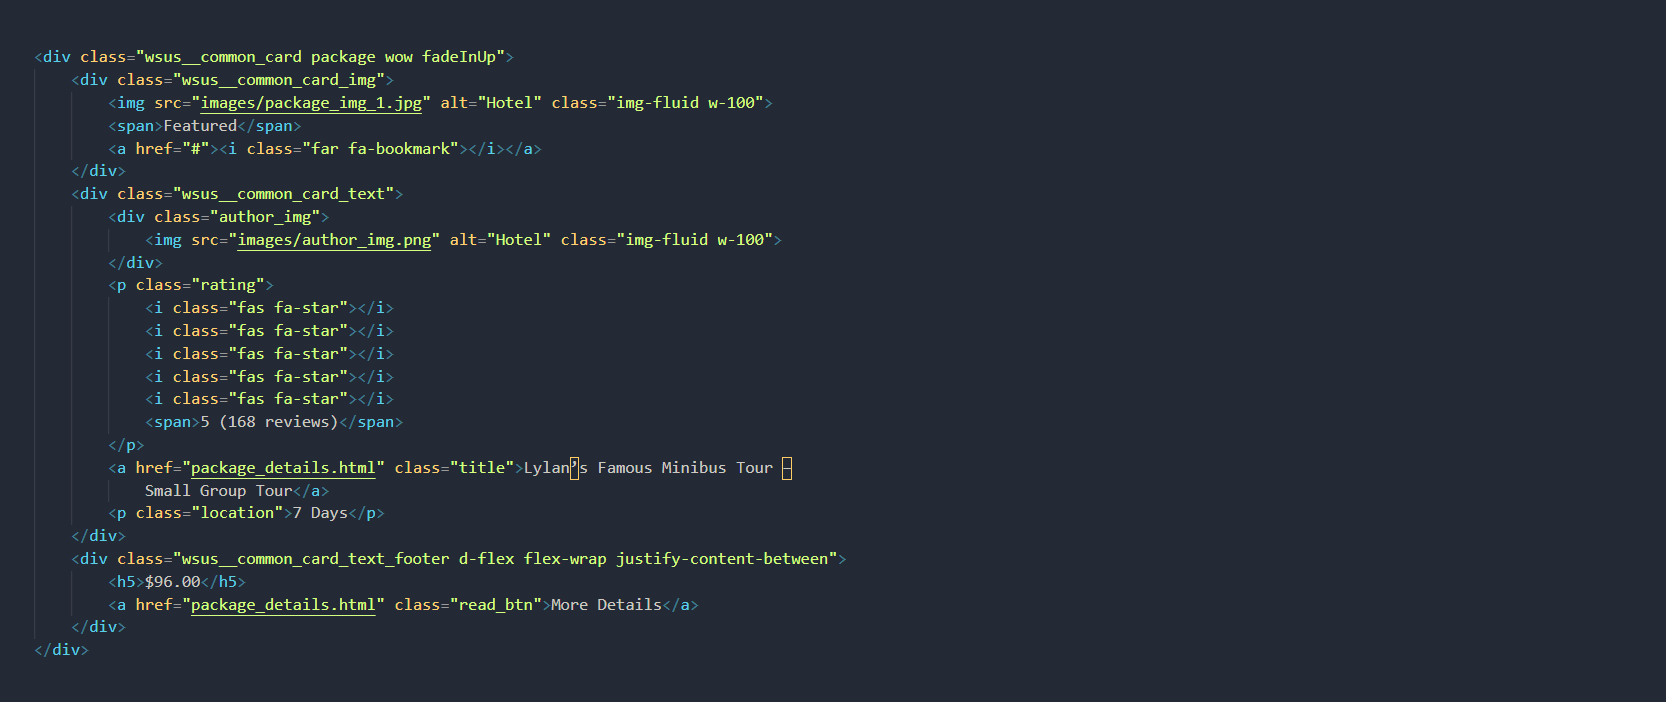 <div class="wsus__common_card package wow fadeInUp">
    <div class="wsus__common_card_img">
        <img src="images/package_img_1.jpg" alt="Hotel" class="img-fluid w-100">
        <span>Featured</span>
        <a href="#"><i class="far fa-bookmark"></i></a>
    </div>
    <div class="wsus__common_card_text">
        <div class="author_img">
            <img src="images/author_img.png" alt="Hotel" class="img-fluid w-100">
        </div>
        <p class="rating">
            <i class="fas fa-star"></i>
            <i class="fas fa-star"></i>
            <i class="fas fa-star"></i>
            <i class="fas fa-star"></i>
            <i class="fas fa-star"></i>
            <span>5 (168 reviews)</span>
        </p>
        <a href="package_details.html" class="title">Lylan’s Famous Minibus Tour –
            Small Group Tour</a>
        <p class="location">7 Days</p>
    </div>
    <div class="wsus__common_card_text_footer d-flex flex-wrap justify-content-between">
        <h5>$96.00</h5>
        <a href="package_details.html" class="read_btn">More Details</a>
    </div>
</div>